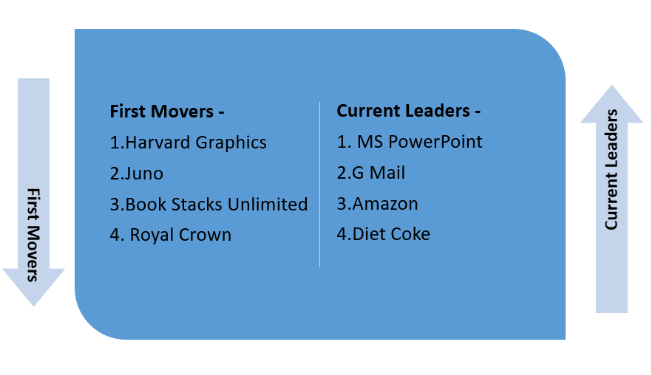 First Movers -
1.Harvard Graphics
2.Juno
3.Book Stacks Unlimited
4. Royal Crown
Current Leaders -
1. MS PowerPoint
2.G Mail
3.Amazon
4.Diet Coke
First Movers
Current Leaders